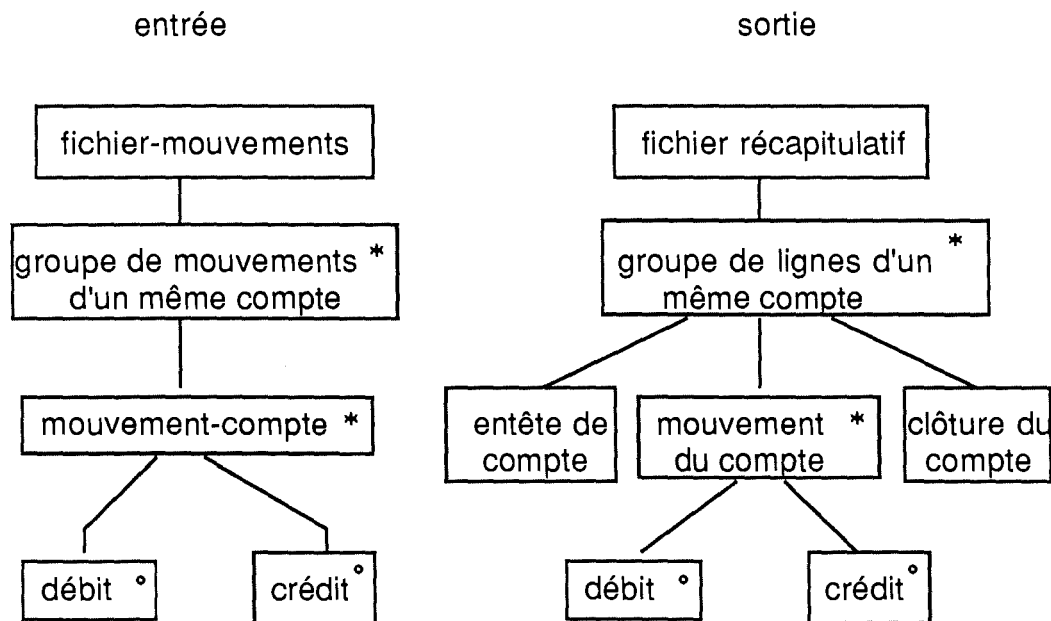 entrée
sortie
fichier-mouvements
fichier récapitulatif
groupe de mouvements *
d'un même compte
groupe de lignes d'un *
même compte
mouvement-compte *
entête de
compte
mouvement *
du compte
clôture du
compte
débit °
crédit °
débit °
crédit °